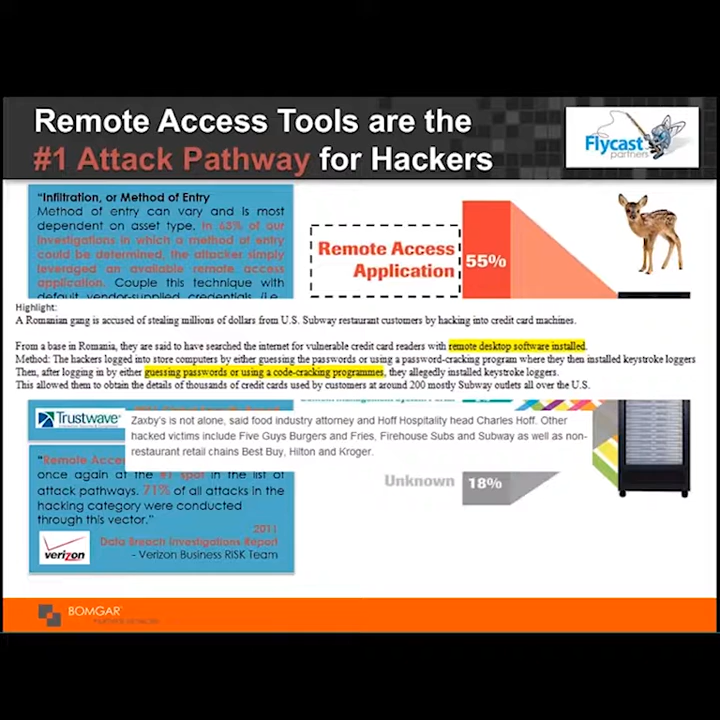 Remote Access Tools are the
#1 Attack Pathway for Hackers
Flycast
partners
“Infiltration, or Method of Entry
Method of entry can vary and is most
dependent on asset type. In 65% of our
investigations in which a method of entry
could be determined, the attacker simply
leveraged an available remote access
application. Couple this technique with
default vendor-supplied credentials (i.e.
Remote Access
Application
55%
Highlight:
A Romanian gang is accused of stealing millions of dollars from U.S. Subway restaurant customers by hacking into credit card machines.
From a base in Romania, they are said to have searched the internet for vulnerable credit card readers with remote desktop software installed.
Method: The hackers logged into store computers by either guessing the passwords or using a password-cracking program where they then installed keystroke loggers
Then, after logging in by either guessing passwords or using a code-cracking programmes, they allegedly installed keystroke loggers.
This allowed them to obtain the details of thousands of credit cards used by customers at around 200 mostly Subway outlets all over the U.S.
Trustwave
Zaxby's is not alone, said food industry attorney and Hoff Hospitality head Charles Hoff. Other
hacked victims include Five Guys Burgers and Fries, Firehouse Subs and Subway as well as non-
restaurant retail chains Best Buy, Hilton and Kroger.
“Remote Acce
once again at the #1 spot in the list of
attack pathways. 71% of all attacks in the
hacking category were conducted
through this vector.”
2011
Data Breach Investigations Report
- Verizon Business RISK Team
verizon
Unknown
18%
BOMGAR